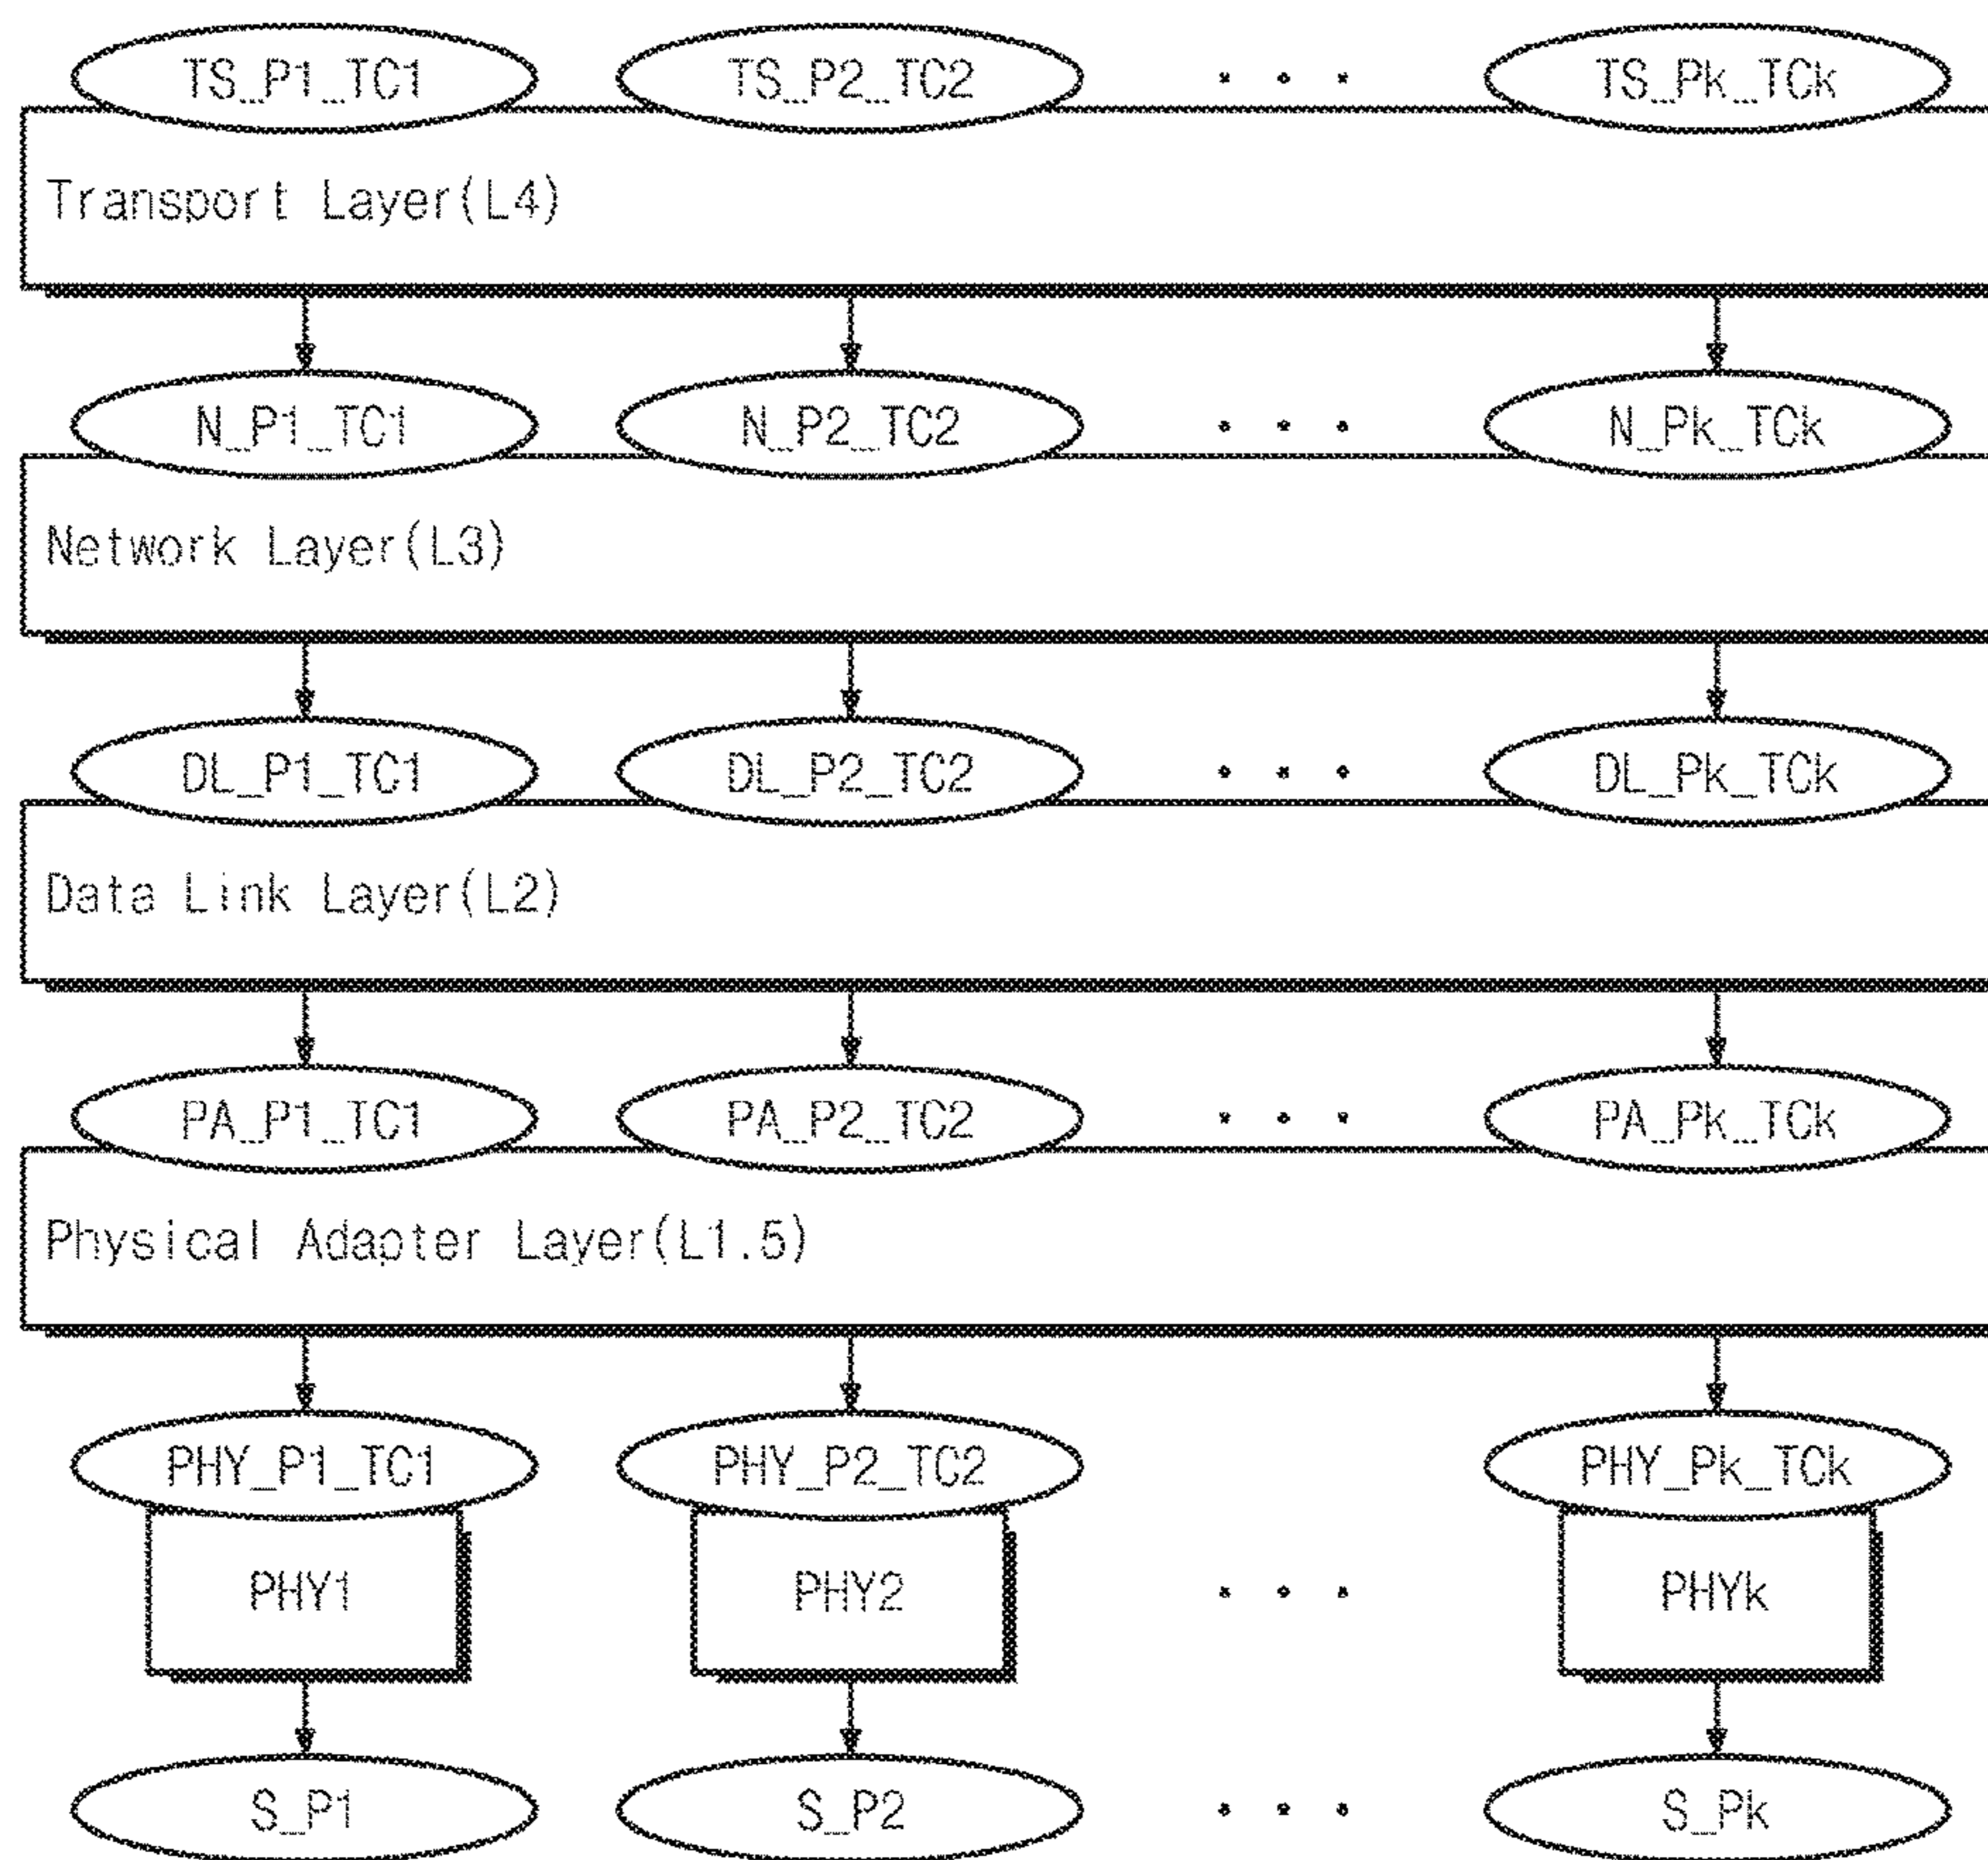 TS_P1_TC1 TS_P2_TC2 . . . TS_Pk_TCk
Transport Layer(L4)
N_P1_TC1 N_P2_TC2 . . . N_Pk_TCk
Network Layer(L3)
DL_P1_TC1 DL_P2_TC2 . . . DL_Pk_TCk
Data Link Layer(L2)
PA_P1_TC1 PA_P2_TC2 . . . PA_Pk_TCk
Physical Adapter Layer(L1.5)
PHY_P1_TC1 PHY_P2_TC2 PHY_Pk_TCk
PHY1 PHY2 . . . PHYk
S_P1 S_P2 . . . S_Pk